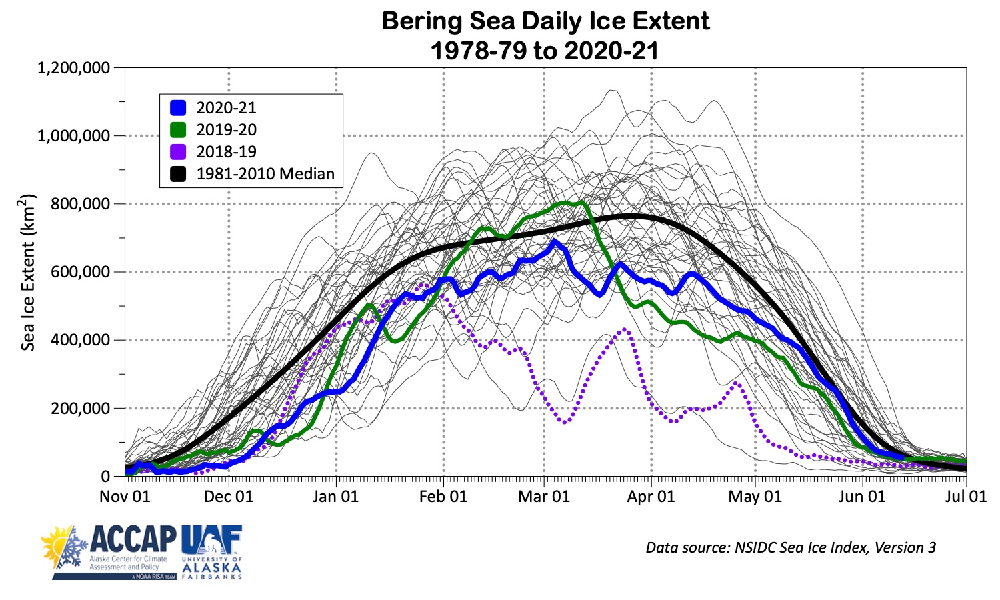 Bering Sea Daily Ice Extent
1978-79 to 2020-21
Sea Ice Extent (km²)
1,200,000
1,000,000
800,000
600,000
400,000
200,000
0
2020-21
2019-20
2018-19
1981-2010 Median
Nov 01 Dec 01 Jan 01 Feb 01 Mar 01 Apr 01 May 01 Jun 01 Jul 01
ACCAP
Alaska Center for Climate
Assessment and Policy
A NOAA RISA TEAM
UAF
UNIVERSITY OF
ALASKA
FAIRBANKS
Data source: NSIDC Sea Ice Index, Version 3